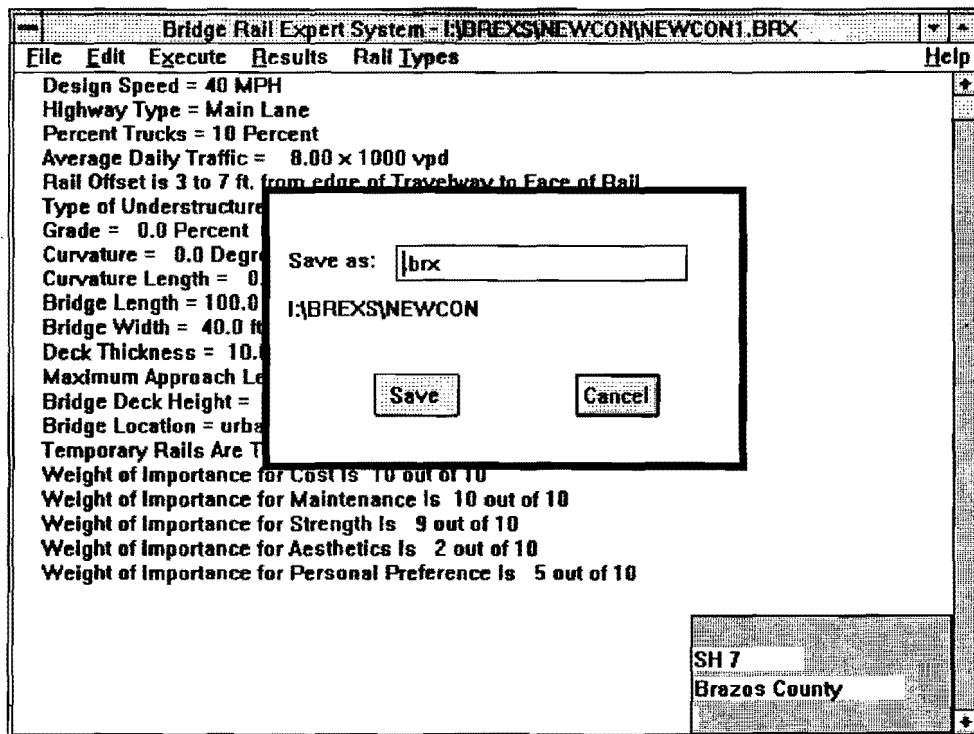 Bridge Rail Expert System - I:\BREXS\NEWCON\NEWCON1.BRX
File Edit Execute Results Rail Types Help
Design Speed = 40 MPH
Highway Type = Main Lane
Percent Trucks = 10 Percent
Average Daily Traffic = 8.00 x 1000 vpd
Rail Offset is 3 to 7 ft. from edge of Travelway to Face of Rail
Type of Understructure
Grade = 0.0 Percent
Curvature = 0.0 Degr
Curvature Length = 0.
Bridge Length = 100.0
Bridge Width = 40.0 ft
Deck Thickness = 10.
Maximum Approach Le
Bridge Deck Height =
Bridge Location = urba
Temporary Rails Are T
Weight of Importance for Cost Is 10 out of 10
Weight of Importance for Maintenance Is 10 out of 10
Weight of Importance for Strength Is 9 out of 10
Weight of Importance for Aesthetics Is 2 out of 10
Weight of Importance for Personal Preference Is 5 out of 10
Save as: .brx
I:\BREXS\NEWCON
Save Cancel
SH 7
Brazos County